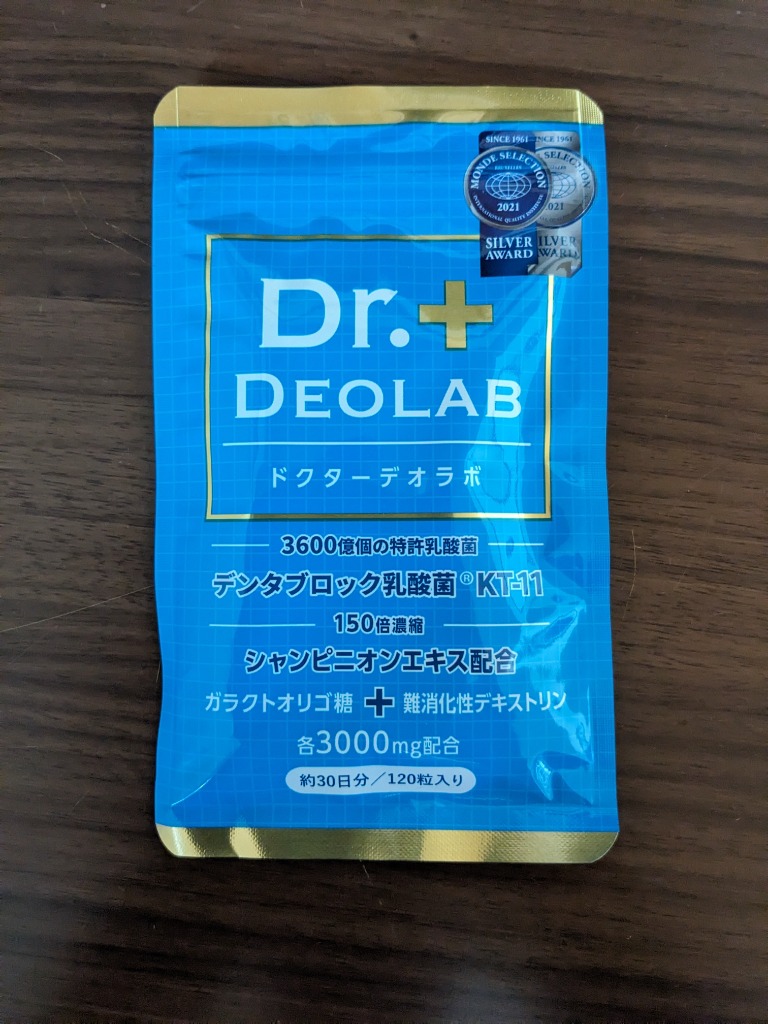 SINCE 1961
SINCE 1961
MONDE SELECTION
SELECTION
BIG SELLER
2021
2021
INTERNATIONAL QUALITY INSTITUTE
SILVER
AWARD
SILVER
AWARD
Dr.+
DEOLAB
ドクターデオラボ
3600億個の特許乳酸菌
デンタブロック乳酸菌® KT-11
150倍濃縮
シャンピニオンエキス配合
ガラクトオリゴ糖 + 難消化性デキストリン
各3000mg配合
約30日分/120粒入り